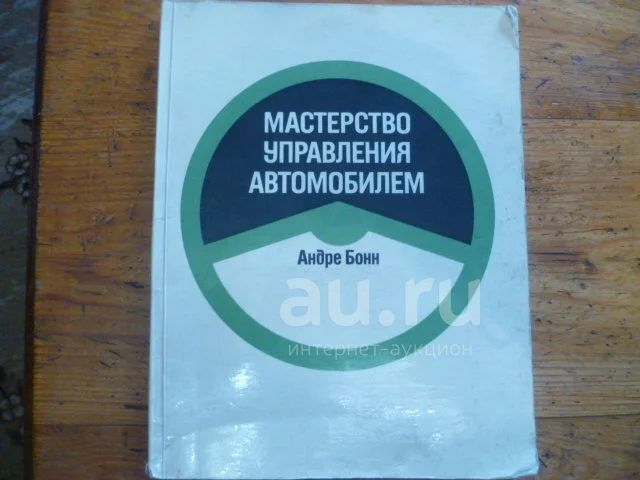 МАСТЕРСТВО
УПРАВЛЕНИЯ
АВТОМОБИЛЕМ
Андре Бонн
au.ru
интернет-аукцион